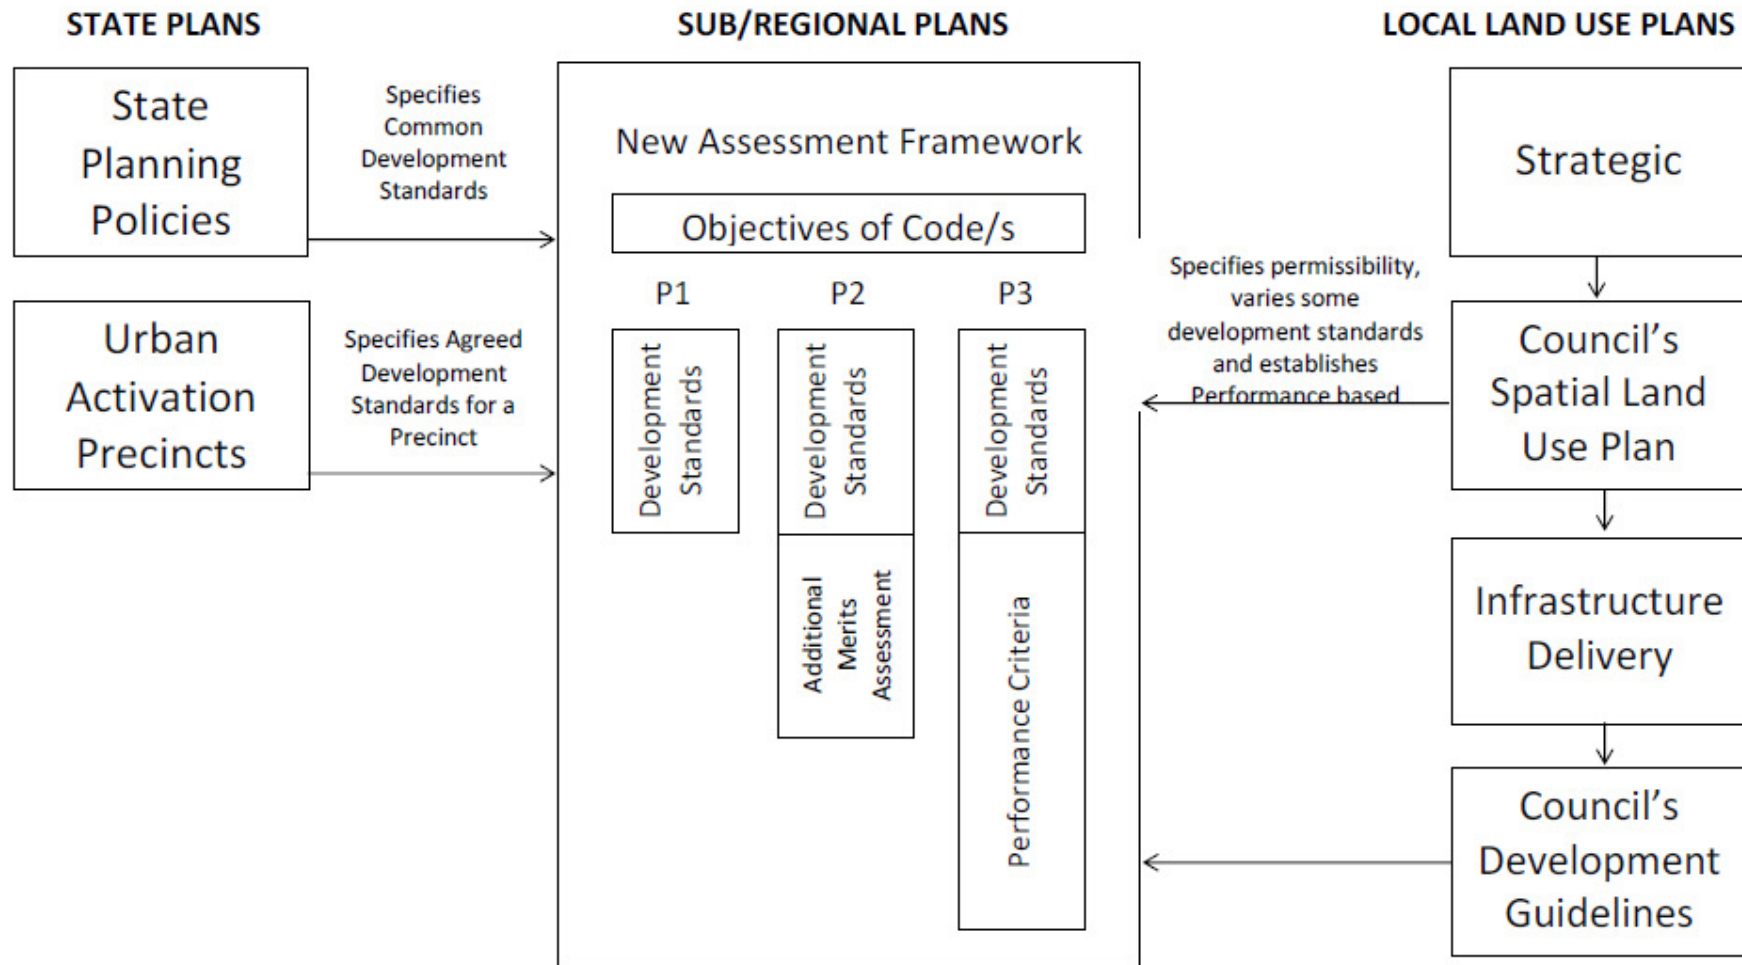 STATE PLANS
SUB/REGIONAL PLANS
LOCAL LAND USE PLANS
State
Planning
Policies
Specifies
Common
Development
Standards
Urban
Activation
Precincts
Specifies Agreed
Development
Standards for a
Precinct
New Assessment Framework
Objectives of Code/s
P1
P2
P3
Development
Standards
Development
Standards
Development
Standards
Additional
Merits
Assessment
Performance Criteria
Specifies permissibility,
varies some
development standards
and establishes
Performance based
Strategic
Council’s
Spatial Land
Use Plan
Infrastructure
Delivery
Council’s
Development
Guidelines